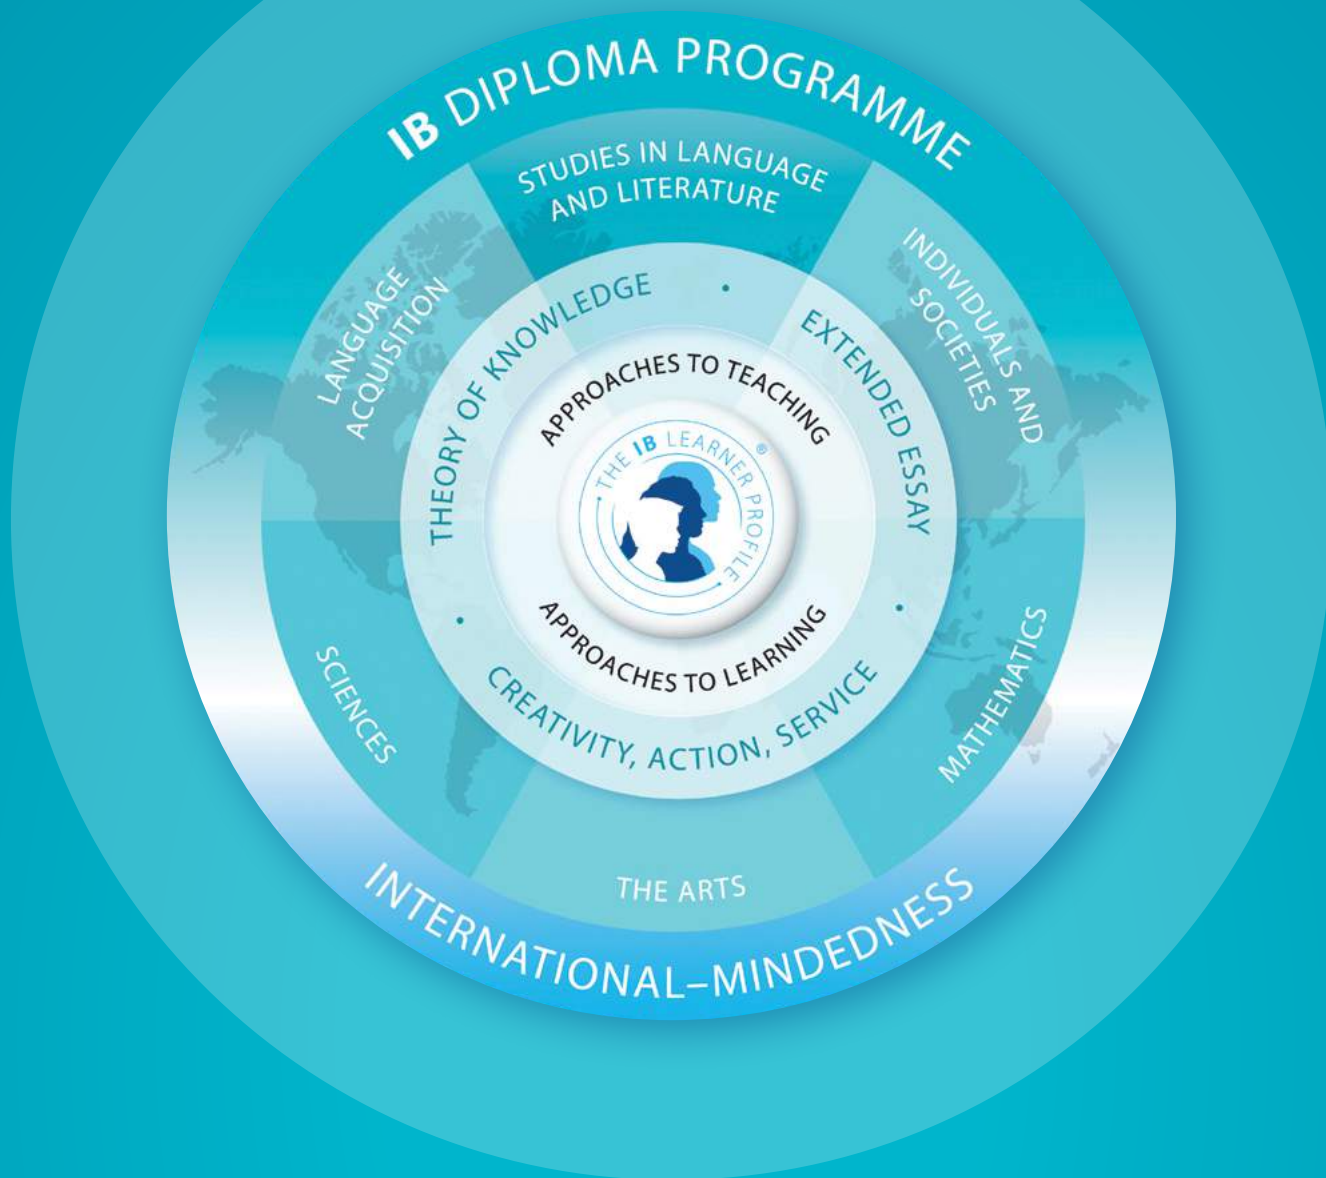 IB DIPLOMA PROGRAMME
STUDIES IN LANGUAGE
AND LITERATURE
LANGUAGE
ACQUISITION
INDIVIDUALS AND
SOCIETIES
THEORY OF KNOWLEDGE
•
EXTENDED ESSAY
APPROACHES TO TEACHING
• THE IB LEARNER PROFILE •
®
APPROACHES TO LEARNING
•
CREATIVITY, ACTION, SERVICE
•
SCIENCES
MATHEMATICS
THE ARTS
INTERNATIONAL–MINDEDNESS